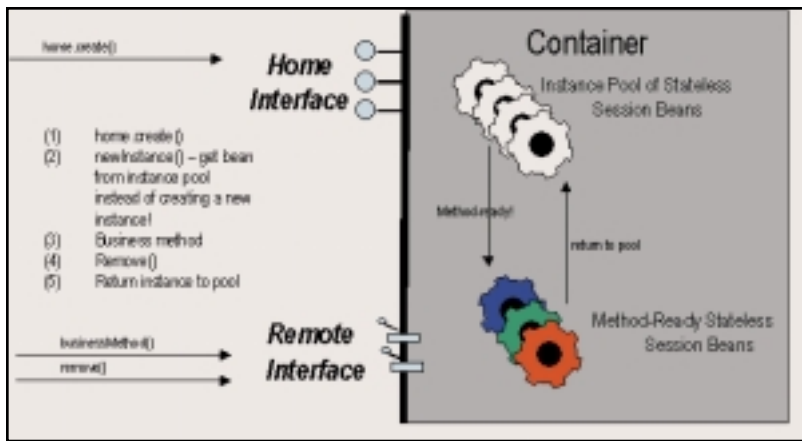 home.create()
Home
Interface
(1) home.create()
(2) newInstance() – get bean
from instance pool
instead of creating a new
instance!
(3) Business method
(4) Remove()
(5) Return instance to pool
businessMethod()
remove()
Remote
Interface
Container
Instance Pool of Stateless
Session Beans
Method-ready!
return to pool
Method-Ready Stateless
Session Beans